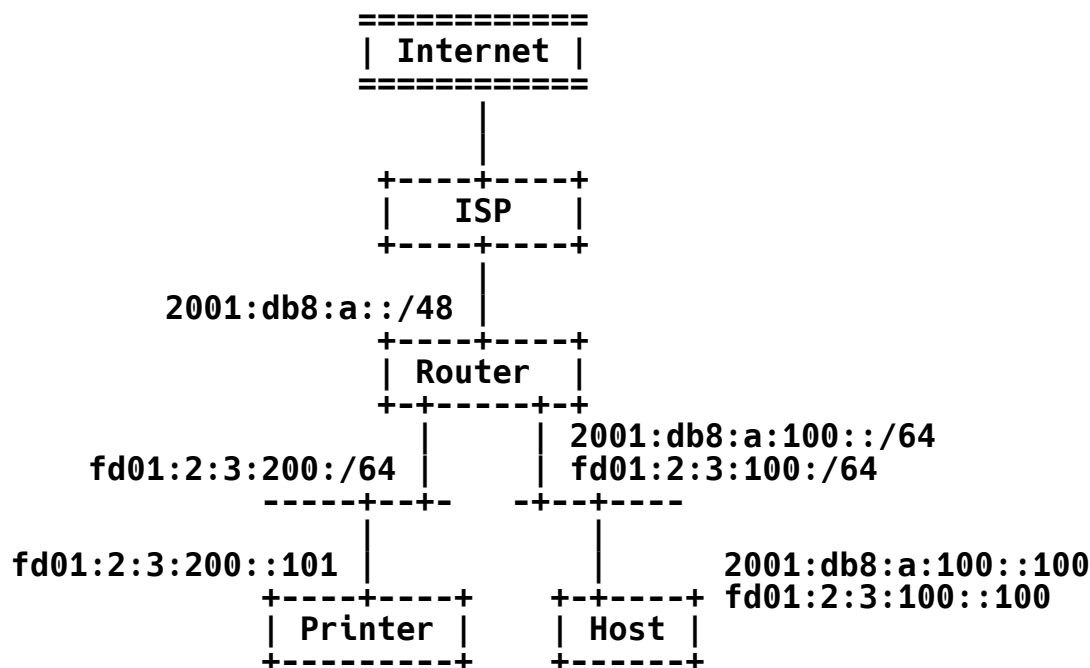 Internet
ISP
2001:db8:a::/48
Router
2001:db8:a:100::/64
fd01:2:3:200:/64 fd01:2:3:100:/64
fd01:2:3:200::101 2001:db8:a:100::100
fd01:2:3:100::100
Printer Host